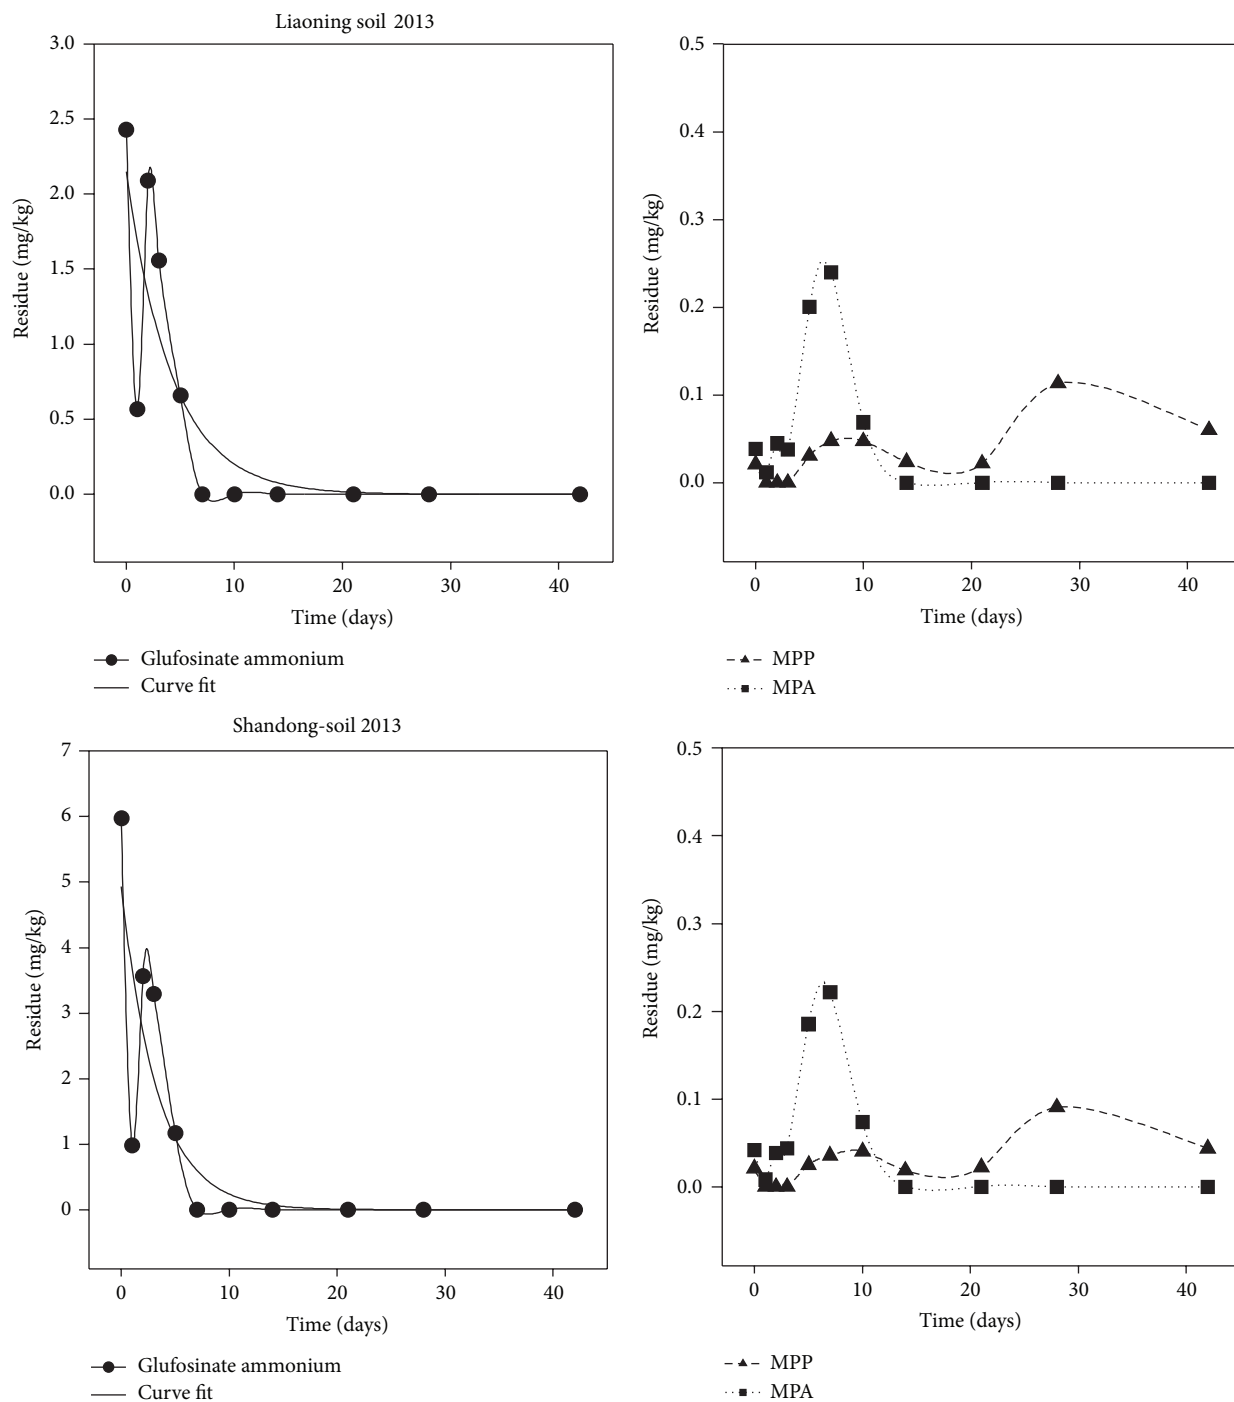 Liaoning soil 2013
3.0
2.5
2.0
1.5
1.0
0.5
0.0
Residue (mg/kg)
0 10 20 30 40
Time (days)
Glufosinate ammonium
Curve fit
0.5
0.4
0.3
0.2
0.1
0.0
Residue (mg/kg)
0 10 20 30 40
Time (days)
MPP
MPA
Shandong-soil 2013
7
6
5
4
3
2
1
0
Residue (mg/kg)
0 10 20 30 40
Time (days)
Glufosinate ammonium
Curve fit
0.5
0.4
0.3
0.2
0.1
0.0
Residue (mg/kg)
0 10 20 30 40
Time (days)
MPP
MPA